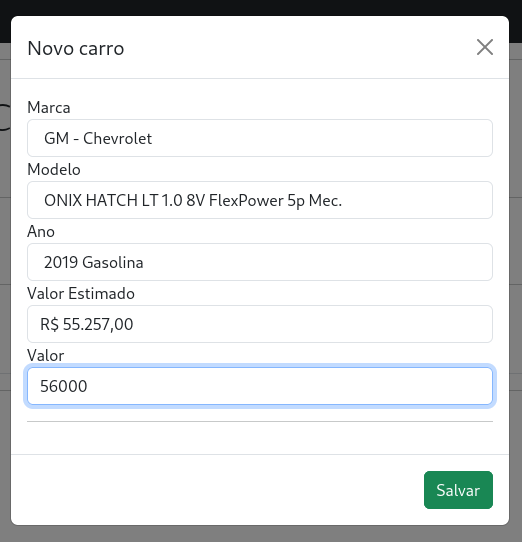 Novo carro
Marca
GM - Chevrolet
Modelo
ONIX HATCH LT 1.0 8V FlexPower 5p Mec.
Ano
2019 Gasolina
Valor Estimado
R$ 55.257,00
Valor
56000
Salvar